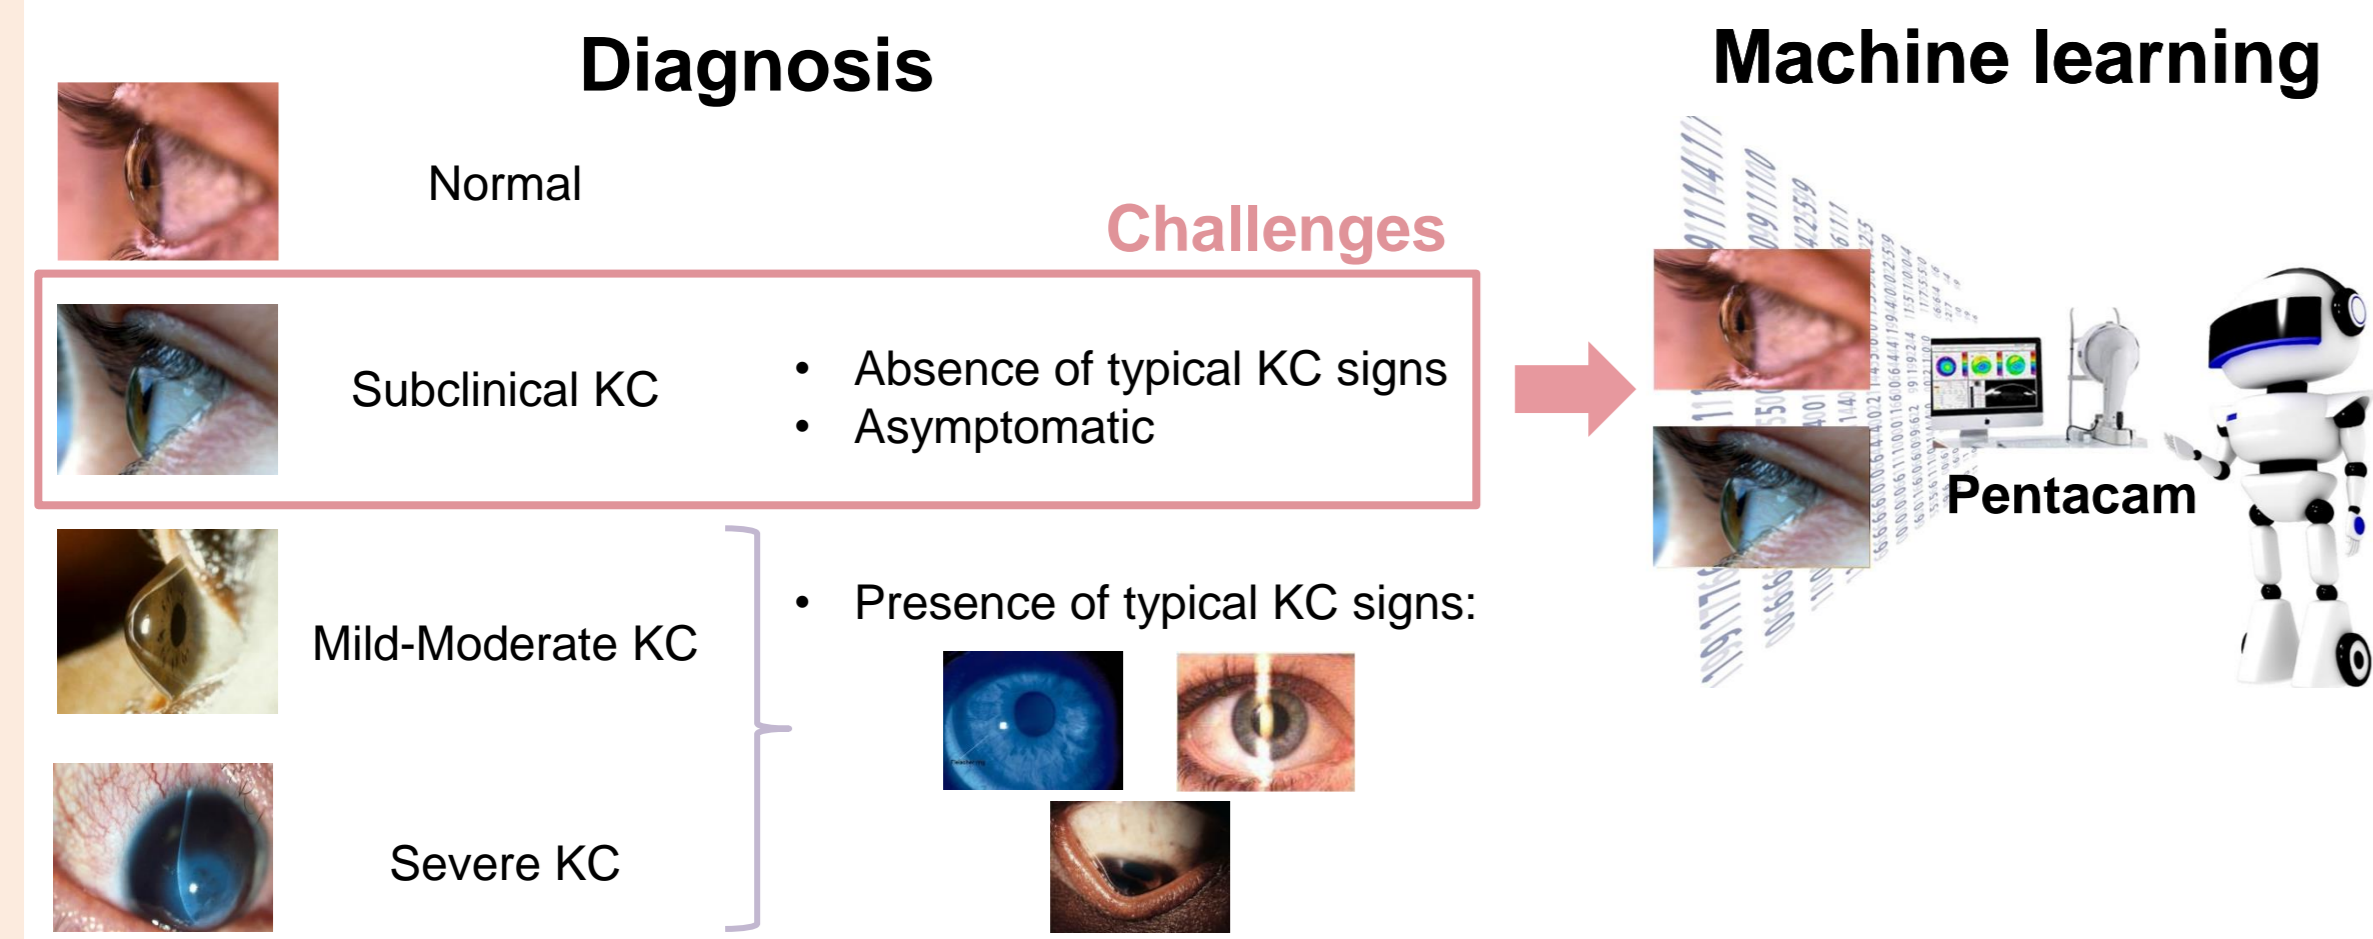 Diagnosis
Machine learning
Normal
Challenges
Subclinical KC
• Absence of typical KC signs
• Asymptomatic
Pentacam
Mild-Moderate KC
• Presence of typical KC signs:
Severe KC